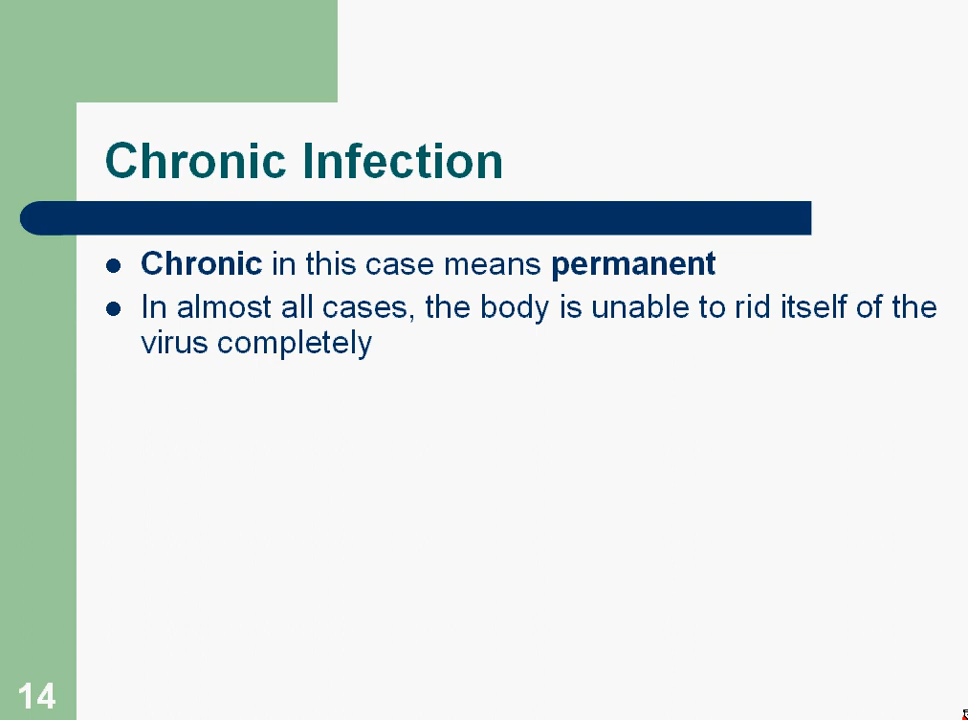 Chronic Infection
Chronic in this case means permanent
In almost all cases, the body is unable to rid itself of the
virus completely
14